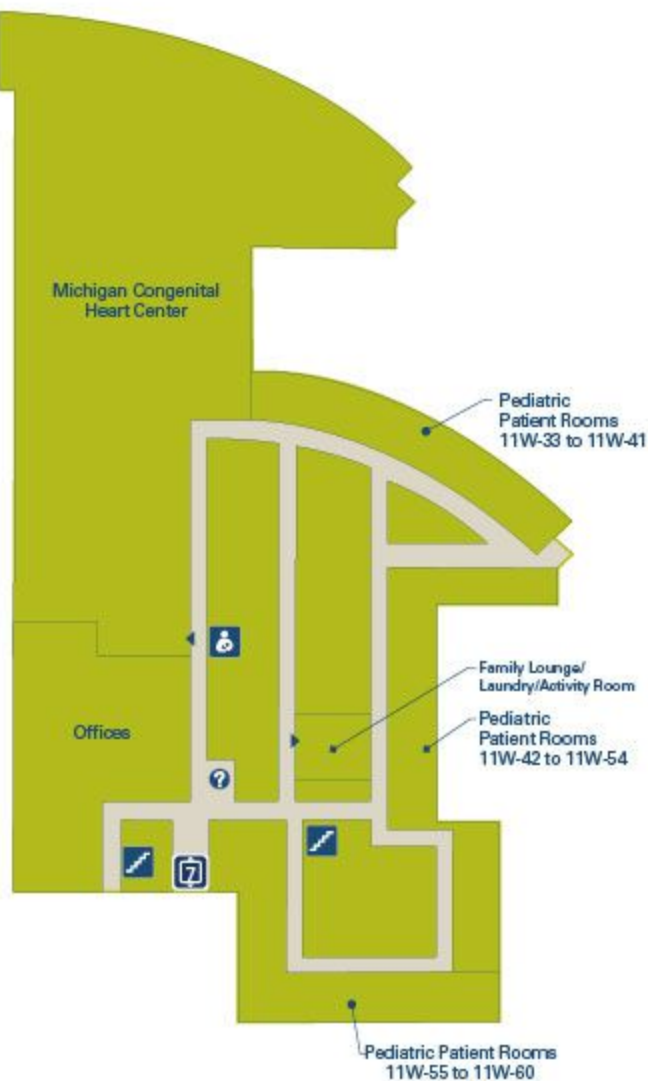 Michigan Congenital
Heart Center
Pediatric
Patient Rooms
11W-33 to 11W-41
Family Lounge/
Laundry/Activity Room
Offices
Pediatric
Patient Rooms
11W-42 to 11W-54
?
7
Pediatric Patient Rooms
11W-55 to 11W-60